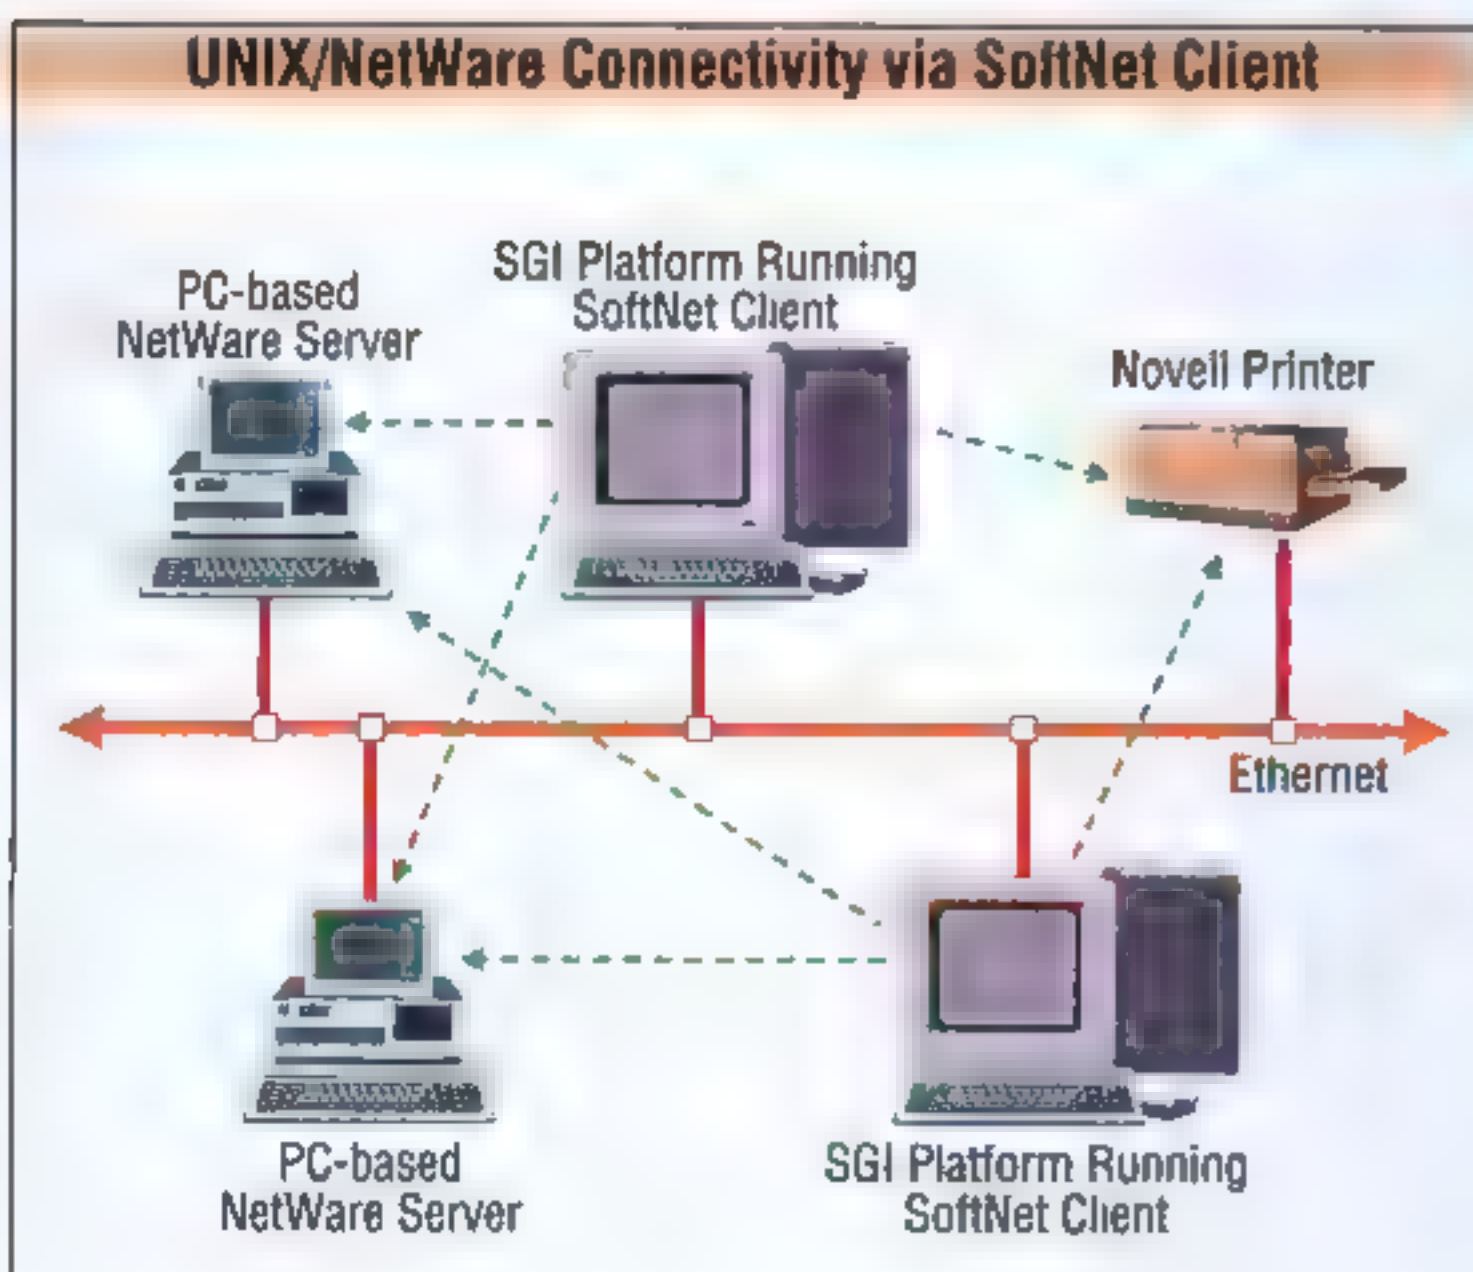 UNIX/NetWare Connectivity via SoftNet Client
PC-based
NetWare Server
SGI Platform Running
SoftNet Client
Novell Printer
Ethernet
PC-based
NetWare Server
SGI Platform Running
SoftNet Client